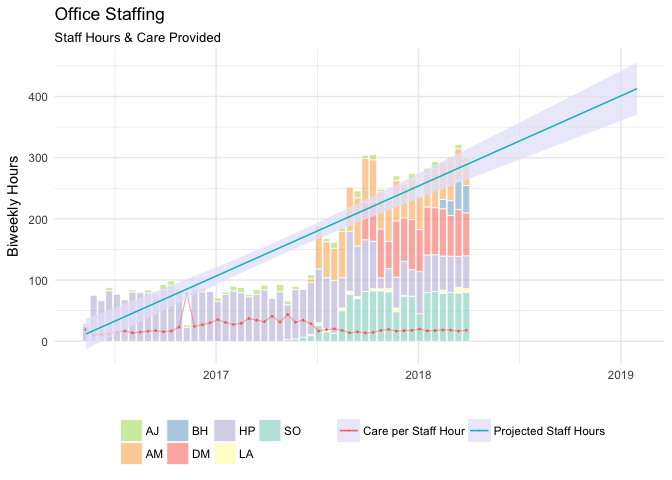 Office Staffing
Staff Hours & Care Provided
Biweekly Hours
400
300
200
100
0
2017 2018 2019
AJ BH HP SO Care per Staff Hour Projected Staff Hours
AM DM LA